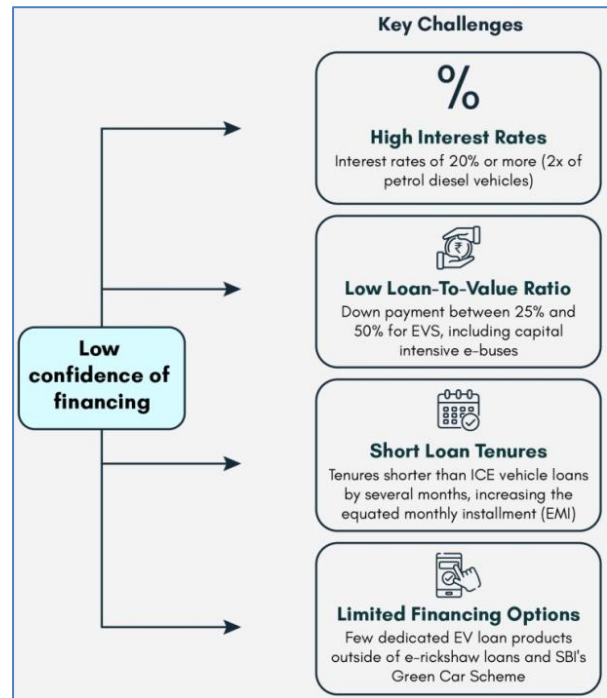 Key Challenges
%
High Interest Rates
Interest rates of 20% or more (2x of
petrol diesel vehicles)
₹
Low Loan-To-Value Ratio
Down payment between 25% and
50% for EVS, including capital
intensive e-buses
Low
confidence of
financing
Short Loan Tenures
Tenures shorter than ICE vehicle loans
by several months, increasing the
equated monthly installment (EMI)
Limited Financing Options
Few dedicated EV loan products
outside of e-rickshaw loans and SBI's
Green Car Scheme